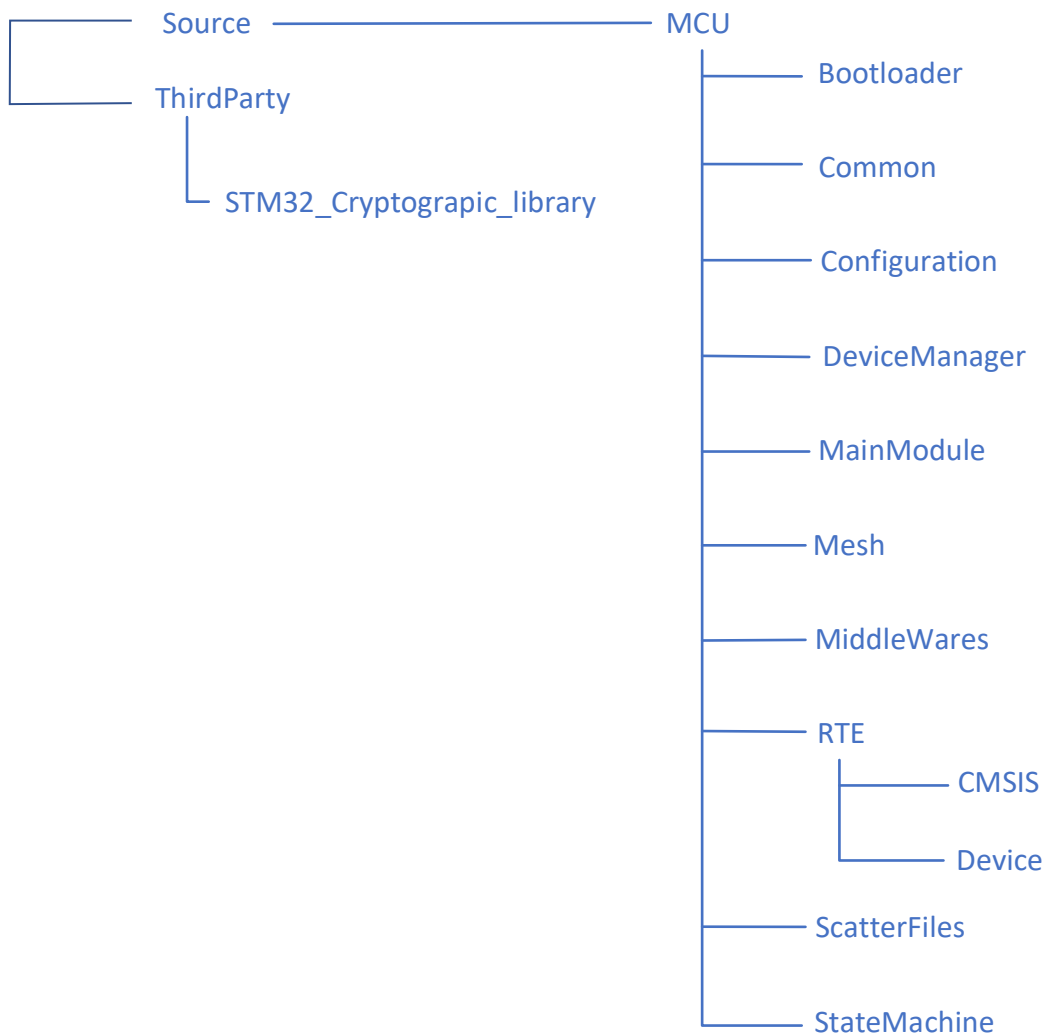 Source
MCU
Bootloader
ThirdParty
Common
STM32_Cryptograpic_library
Configuration
DeviceManager
MainModule
Mesh
MiddleWares
RTE
CMSIS
Device
ScatterFiles
StateMachine